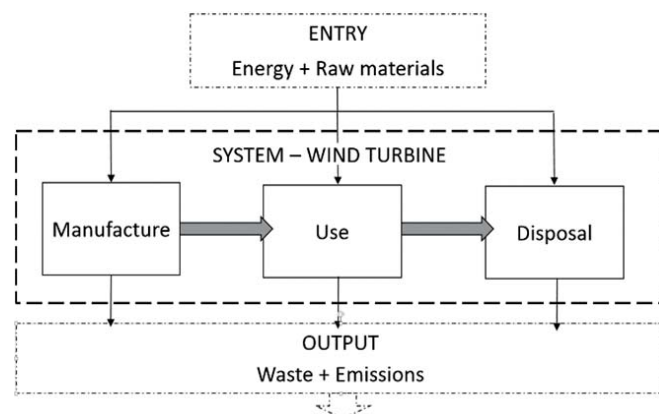 ENTRY
Energy + Raw materials
SYSTEM – WIND TURBINE
Manufacture
Use
Disposal
OUTPUT
Waste + Emissions